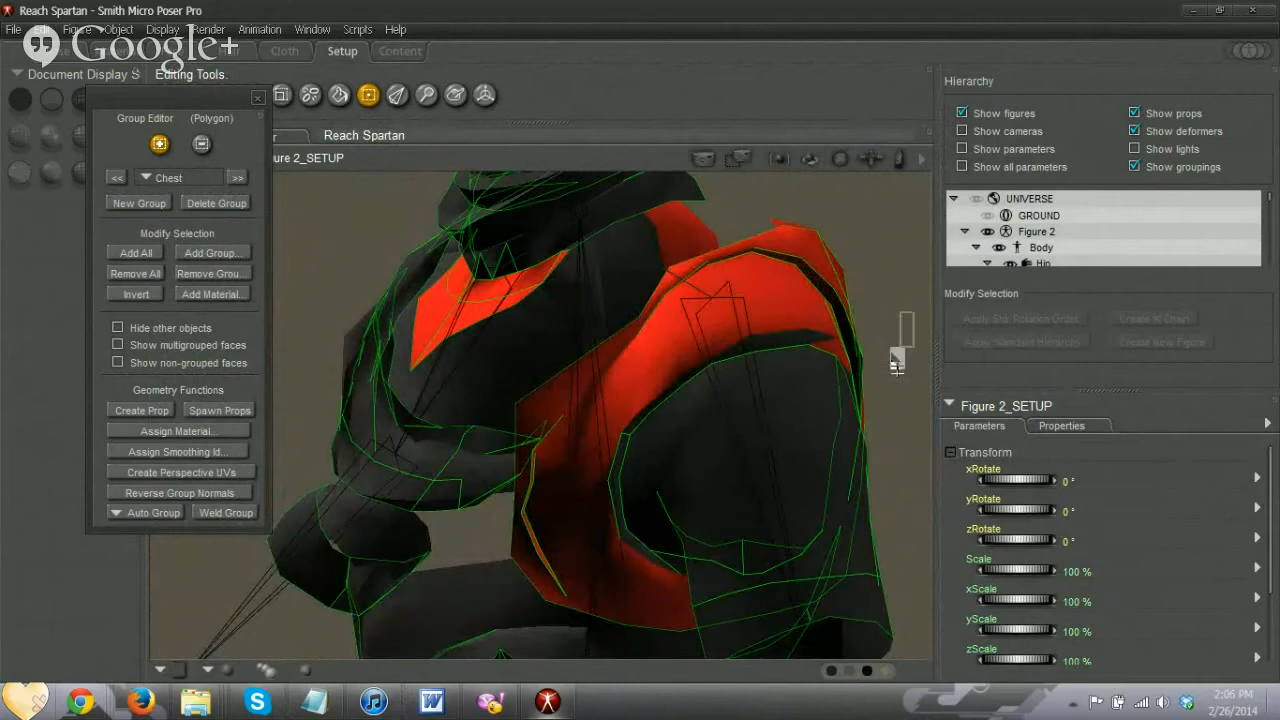 Reach Spartan - Smith Micro Poser Pro
File Edit Figure Object Display Render Animation Window Scripts Help
Google+
Cloth Setup Content
Document Display S Editing Tools.
Hierarchy
Group Editor (Polygon)
Show figures Show props
Show cameras Show deformers
Show parameters Show lights
Show all parameters Show groupings
Reach Spartan
Figure 2_SETUP
<< Chest >>
New Group Delete Group
UNIVERSE
GROUND
Figure 2
Body
Hip
Modify Selection
Add All Add Group...
Remove All Remove Grou...
Invert Add Material...
Modify Selection
Apply Std. Rotation Order Create IK Chain
Apply Standard Hierarchy Create New Figure
Hide other objects
Show multigrouped faces
Show non-grouped faces
Geometry Functions
Create Prop Spawn Props
Assign Material...
Assign Smoothing Id...
Create Perspective UVs
Reverse Group Normals
Auto Group Weld Group
Figure 2_SETUP
Parameters Properties
Transform
xRotate
0 °
yRotate
0 °
zRotate
0 °
Scale
100 %
xScale
100 %
yScale
100 %
zScale
100 %
2:06 PM
2/26/2014